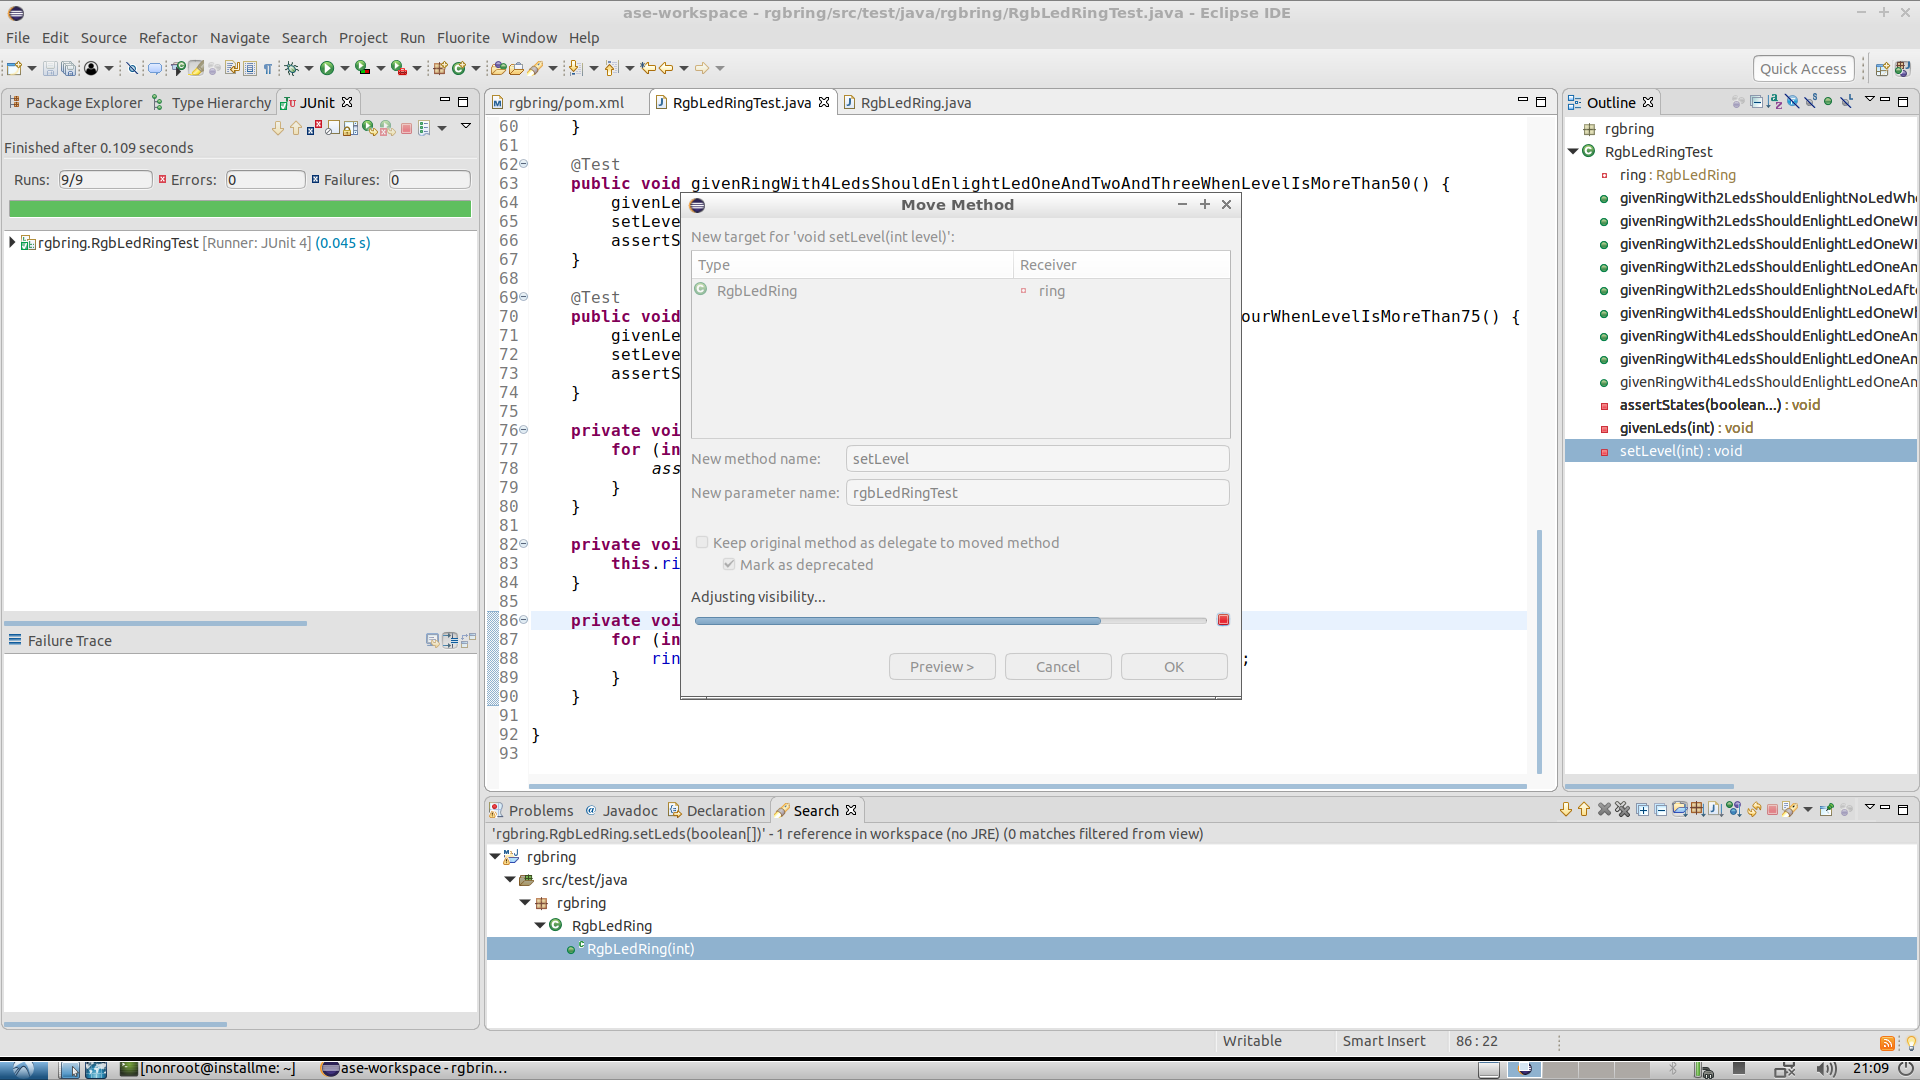 ase-workspace - rgbring/src/test/java/rgbring/RgbLedRingTest.java - Eclipse IDE
File Edit Source Refactor Navigate Search Project Run Fluorite Window Help
Quick Access
Package Explorer Type Hierarchy JUnit
Finished after 0.109 seconds
Runs: 9/9 Errors: 0 Failures: 0
rgbring.RgbLedRingTest [Runner: JUnit 4] (0.045 s)
Failure Trace
rgbring/pom.xml RgbLedRingTest.java RgbLedRing.java
60 }
61
62 @Test
63 public void givenRingWith4LedsShouldEnlightLedOneAndTwoAndThreeWhenLevelIsMoreThan50() {
64 givenLe
65 setLeve
66 assertS
67 }
68
69 @Test
70 public void ourWhenLevelIsMoreThan75() {
71 givenLe
72 setLeve
73 assertS
74 }
75
76 private voi
77 for (in
78 ass
79 }
80 }
81
82 private voi
83 this.ri
84 }
85
86 private voi
87 for (in
88 rin ;
89 }
90 }
91
92 }
93
Move Method
New target for 'void setLevel(int level)':
Type Receiver
RgbLedRing ring
New method name: setLevel
New parameter name: rgbLedRingTest
Keep original method as delegate to moved method
Mark as deprecated
Adjusting visibility...
Preview > Cancel OK
Outline
rgbring
RgbLedRingTest
ring : RgbLedRing
givenRingWith2LedsShouldEnlightNoLedWhe
givenRingWith2LedsShouldEnlightLedOneWl
givenRingWith2LedsShouldEnlightLedOneWl
givenRingWith2LedsShouldEnlightLedOneAn
givenRingWith2LedsShouldEnlightNoLedAfte
givenRingWith4LedsShouldEnlightLedOneWl
givenRingWith4LedsShouldEnlightLedOneAn
givenRingWith4LedsShouldEnlightLedOneAn
givenRingWith4LedsShouldEnlightLedOneAn
assertStates(boolean...) : void
givenLeds(int) : void
setLevel(int) : void
Problems Javadoc Declaration Search
'rgbring.RgbLedRing.setLeds(boolean[])' - 1 reference in workspace (no JRE) (0 matches filtered from view)
rgbring
src/test/java
rgbring
RgbLedRing
RgbLedRing(int)
Writable Smart Insert 86 : 22
[nonroot@installme: ~] ase-workspace - rgbrin... 21:09